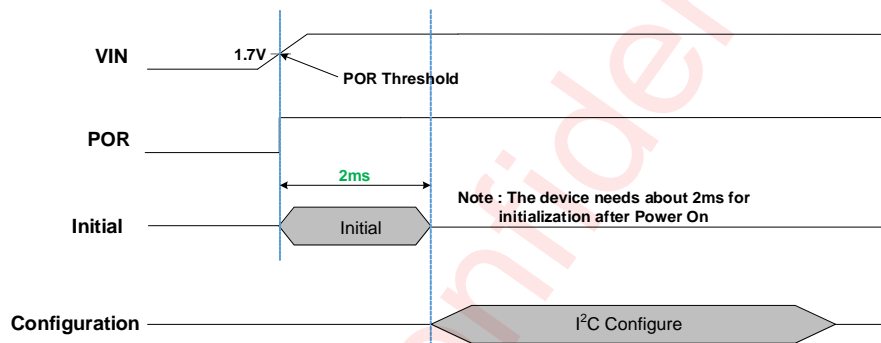 VIN
1.7V
POR Threshold
POR
2ms
Note : The device needs about 2ms for
initialization after Power On
Initial
Initial
Configuration
I²C Configure